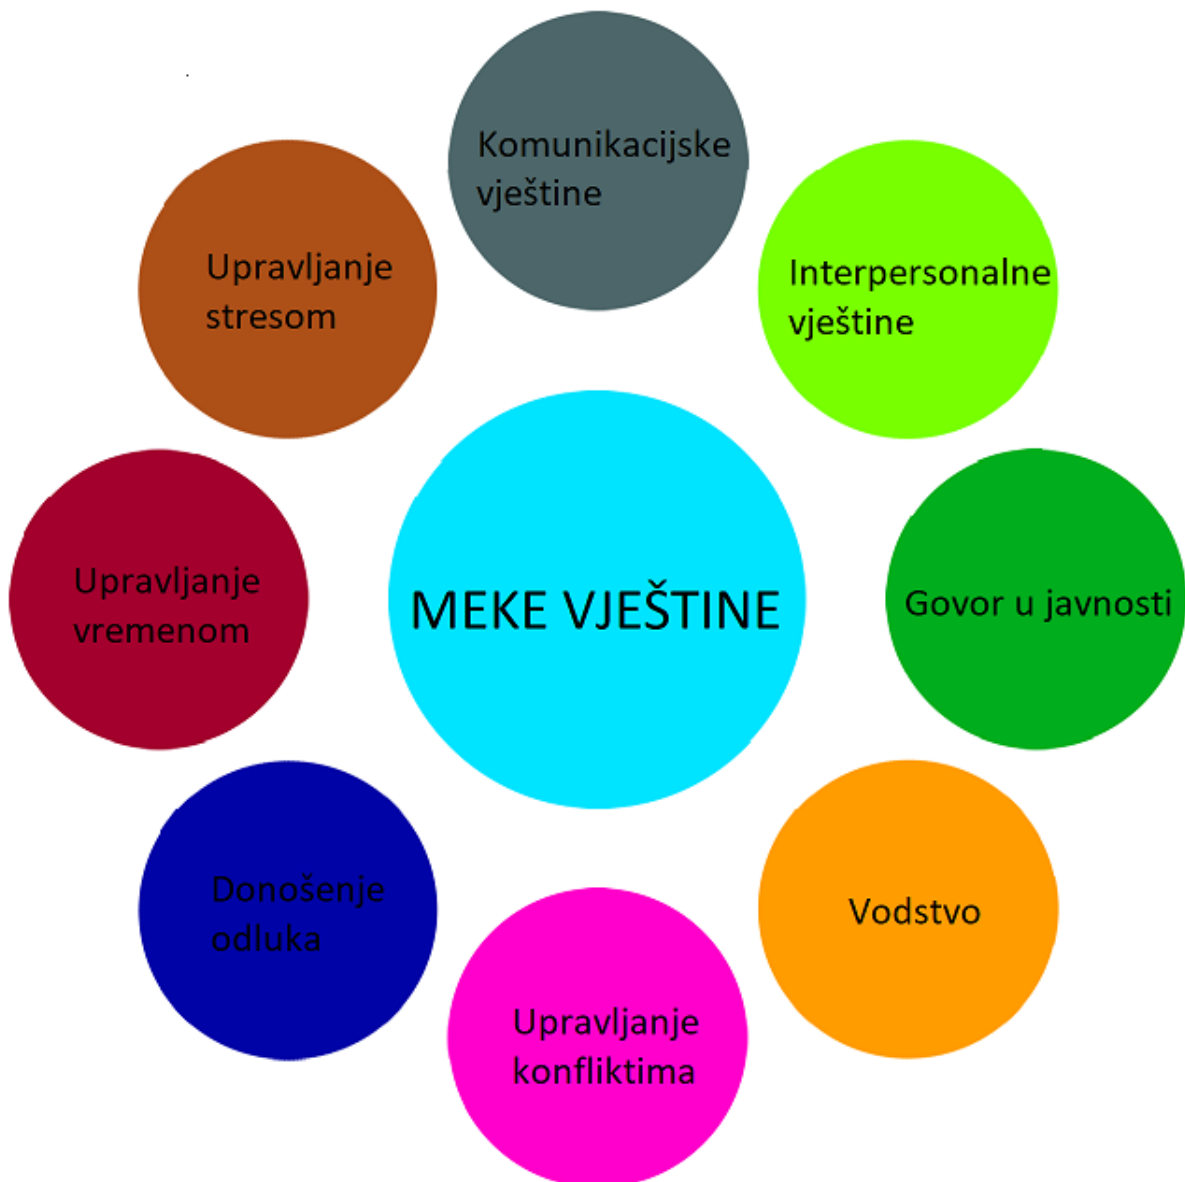 Komunikacijske
vještine
Upravljanje
stresom
Interpersonalne
vještine
Upravljanje
vremenom
MEKE VJEŠTINE
Govor u javnosti
Donošenje
odluka
Vodstvo
Upravljanje
konfliktima